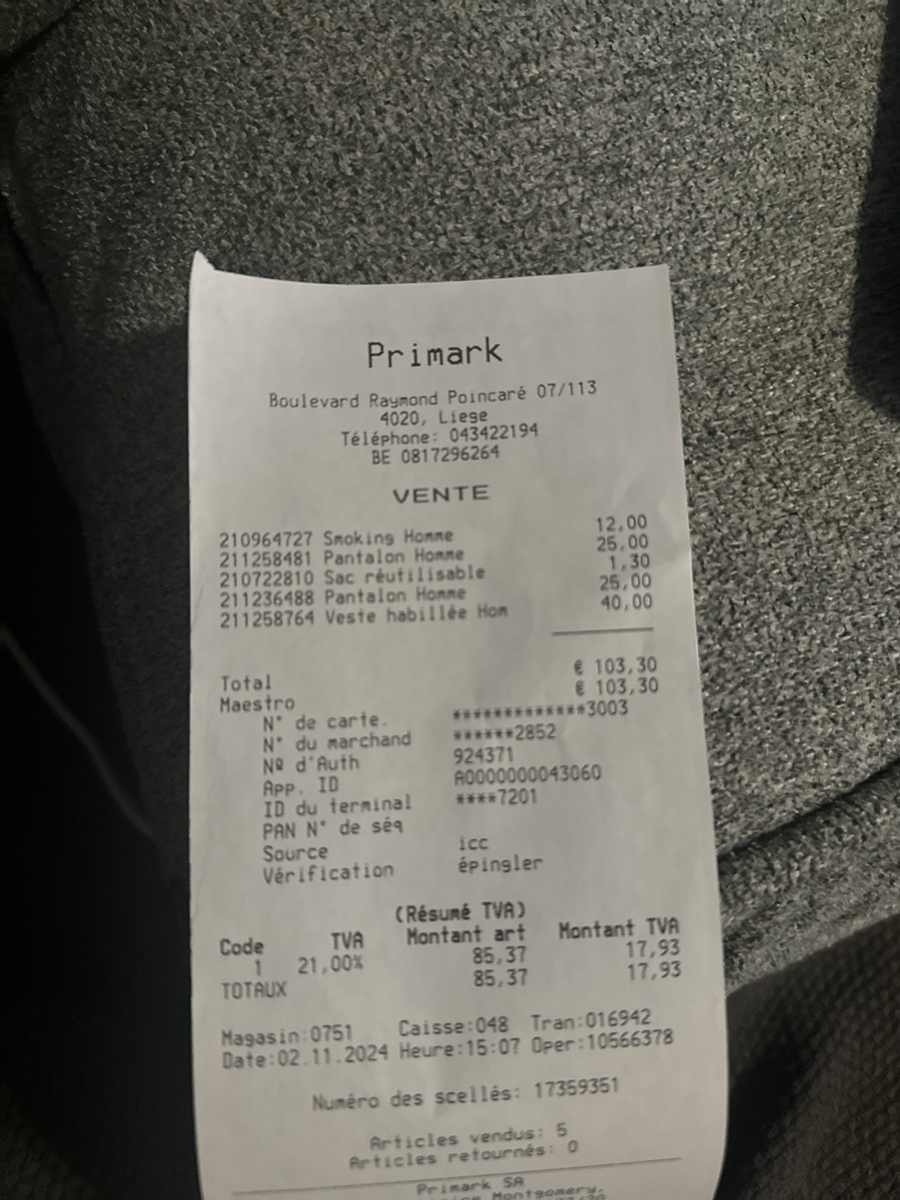 Primark
Boulevard Raymond Poincaré 07/113
4020, Liege
Téléphone: 043422194
BE 0817296264
VENTE
210964727 Smoking Homme 12,00
211258481 Pantalon Homme 25,00
210722810 Sac réutilisable 1,30
211236488 Pantalon Homme 25,00
211258764 Veste habillée Hom 40,00
Total € 103,30
Maestro € 103,30
N° de carte. *************3003
N° du marchand ******2852
Nº d'Auth 924371
App. ID A0000000043060
ID du terminal ****7201
PAN N° de séq
Source icc
Vérification épingler
(Résumé TVA)
Code TVA Montant art Montant TVA
1 21,00% 85,37 17,93
TOTAUX 85,37 17,93
Magasin:0751 Caisse:048 Tran:016942
Date:02.11.2024 Heure:15:07 Oper:10566378
Numéro des scellés: 17359351
Articles vendus: 5
Articles retournés: 0
Primark SA
Montgomery,